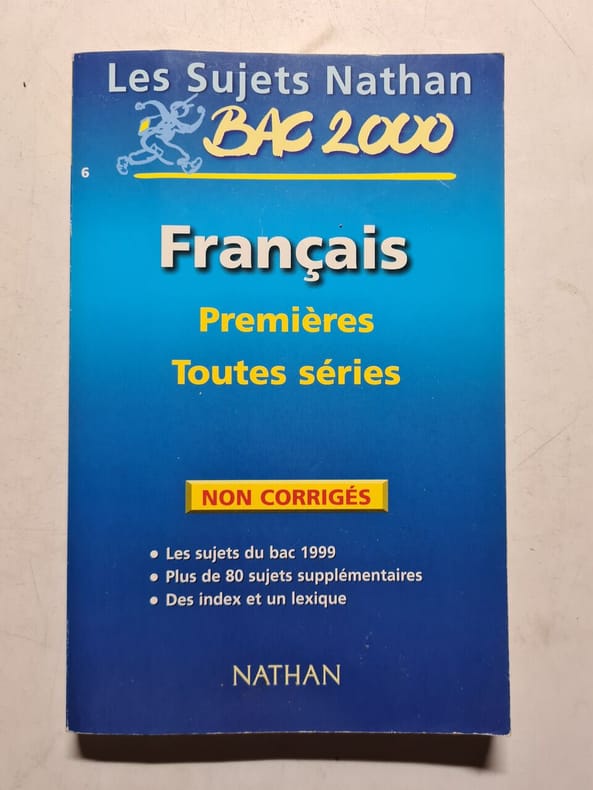 Les Sujets Nathan
BAC 2000
6
Français
Premières
Toutes séries
NON CORRIGÉS
• Les sujets du bac 1999
• Plus de 80 sujets supplémentaires
• Des index et un lexique
NATHAN